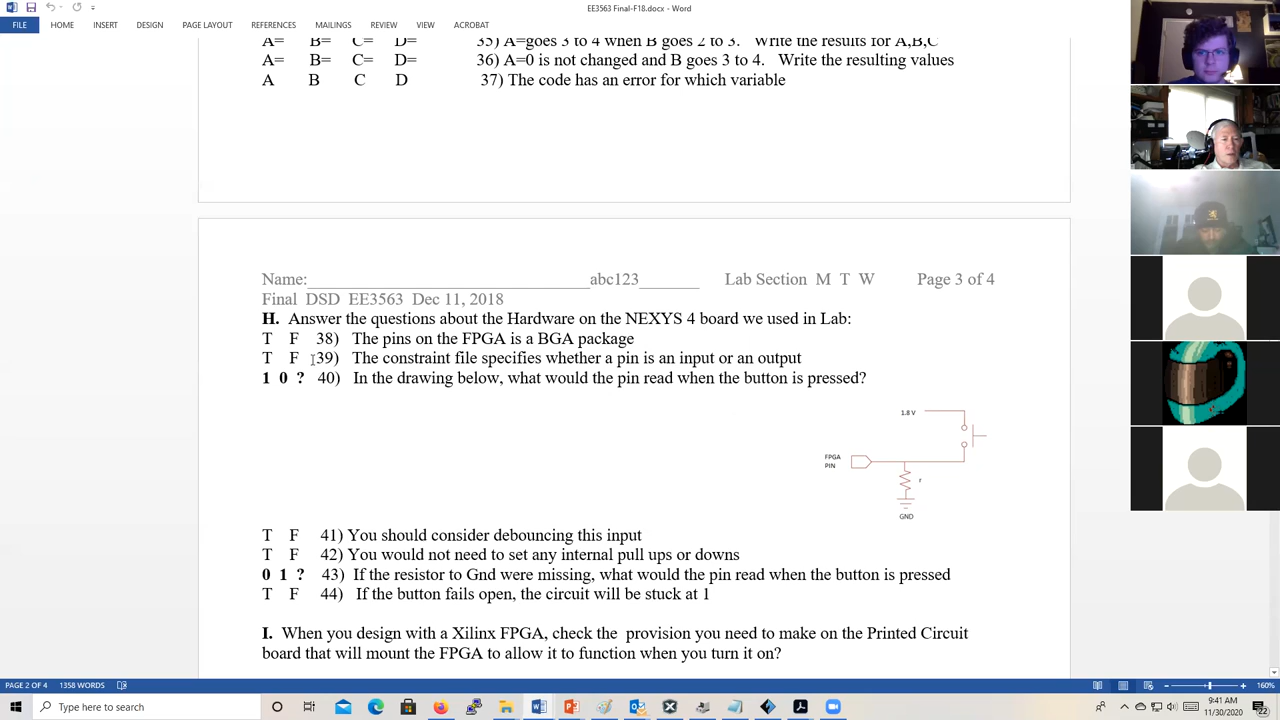 EE3563 Final-F18.docx - Word
FILE HOME INSERT DESIGN PAGE LAYOUT REFERENCES MAILINGS REVIEW VIEW ACROBAT
A= B= C= D= 35) A=goes 3 to 4 when B goes 2 to 3. Write the results for A,B,C
A= B= C= D= 36) A=0 is not changed and B goes 3 to 4. Write the resulting values
A B C D 37) The code has an error for which variable
Name:__________________________________abc123_______ Lab Section M T W Page 3 of 4
Final DSD EE3563 Dec 11, 2018
H. Answer the questions about the Hardware on the NEXYS 4 board we used in Lab:
T F 38) The pins on the FPGA is a BGA package
T F 39) The constraint file specifies whether a pin is an input or an output
1 0 ? 40) In the drawing below, what would the pin read when the button is pressed?
1.8 V
FPGA
PIN
r
GND
T F 41) You should consider debouncing this input
T F 42) You would not need to set any internal pull ups or downs
0 1 ? 43) If the resistor to Gnd were missing, what would the pin read when the button is pressed
T F 44) If the button fails open, the circuit will be stuck at 1
I. When you design with a Xilinx FPGA, check the provision you need to make on the Printed Circuit
board that will mount the FPGA to allow it to function when you turn it on?
PAGE 2 OF 4 1358 WORDS 160%
Type here to search
9:41 AM
11/30/2020
22